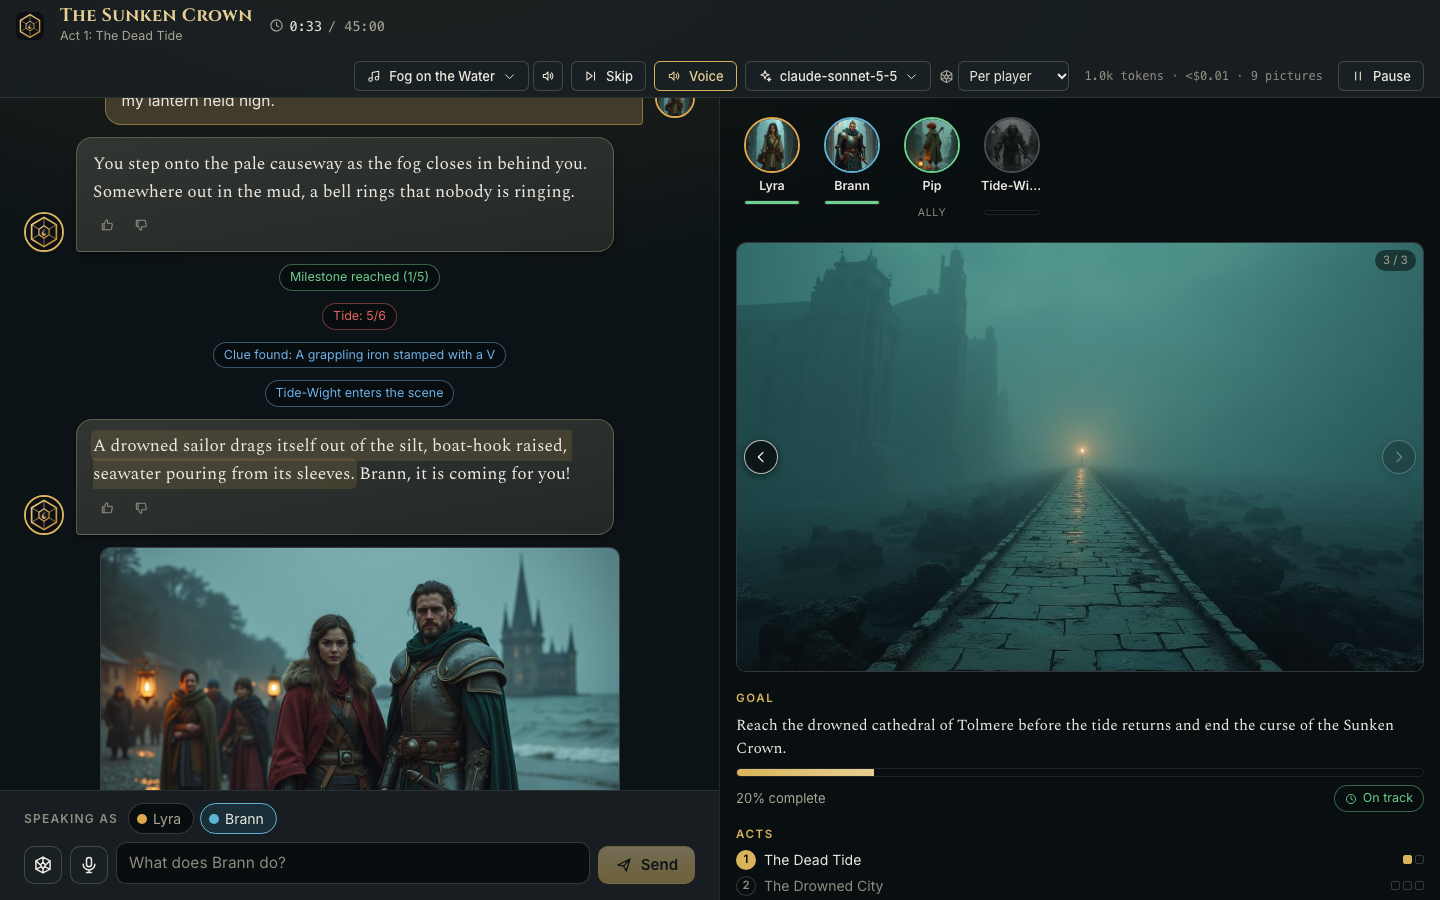 The Sunken Crown
Act 1: The Dead Tide
0:33 / 45:00
Fog on the Water
Skip
Voice
claude-sonnet-5-5
Per player
1.0k tokens · <$0.01 · 9 pictures
Pause
my lantern held high.
You step onto the pale causeway as the fog closes in behind you.
Somewhere out in the mud, a bell rings that nobody is ringing.
Milestone reached (1/5)
Tide: 5/6
Clue found: A grappling iron stamped with a V
Tide-Wight enters the scene
A drowned sailor drags itself out of the silt, boat-hook raised,
seawater pouring from its sleeves. Brann, it is coming for you!
SPEAKING AS
Lyra
Brann
What does Brann do?
Send
Lyra
Brann
Pip
Tide-Wi...
ALLY
3 / 3
GOAL
Reach the drowned cathedral of Tolmere before the tide returns and end the curse of the Sunken
Crown.
20% complete
On track
ACTS
1 The Dead Tide
2 The Drowned City